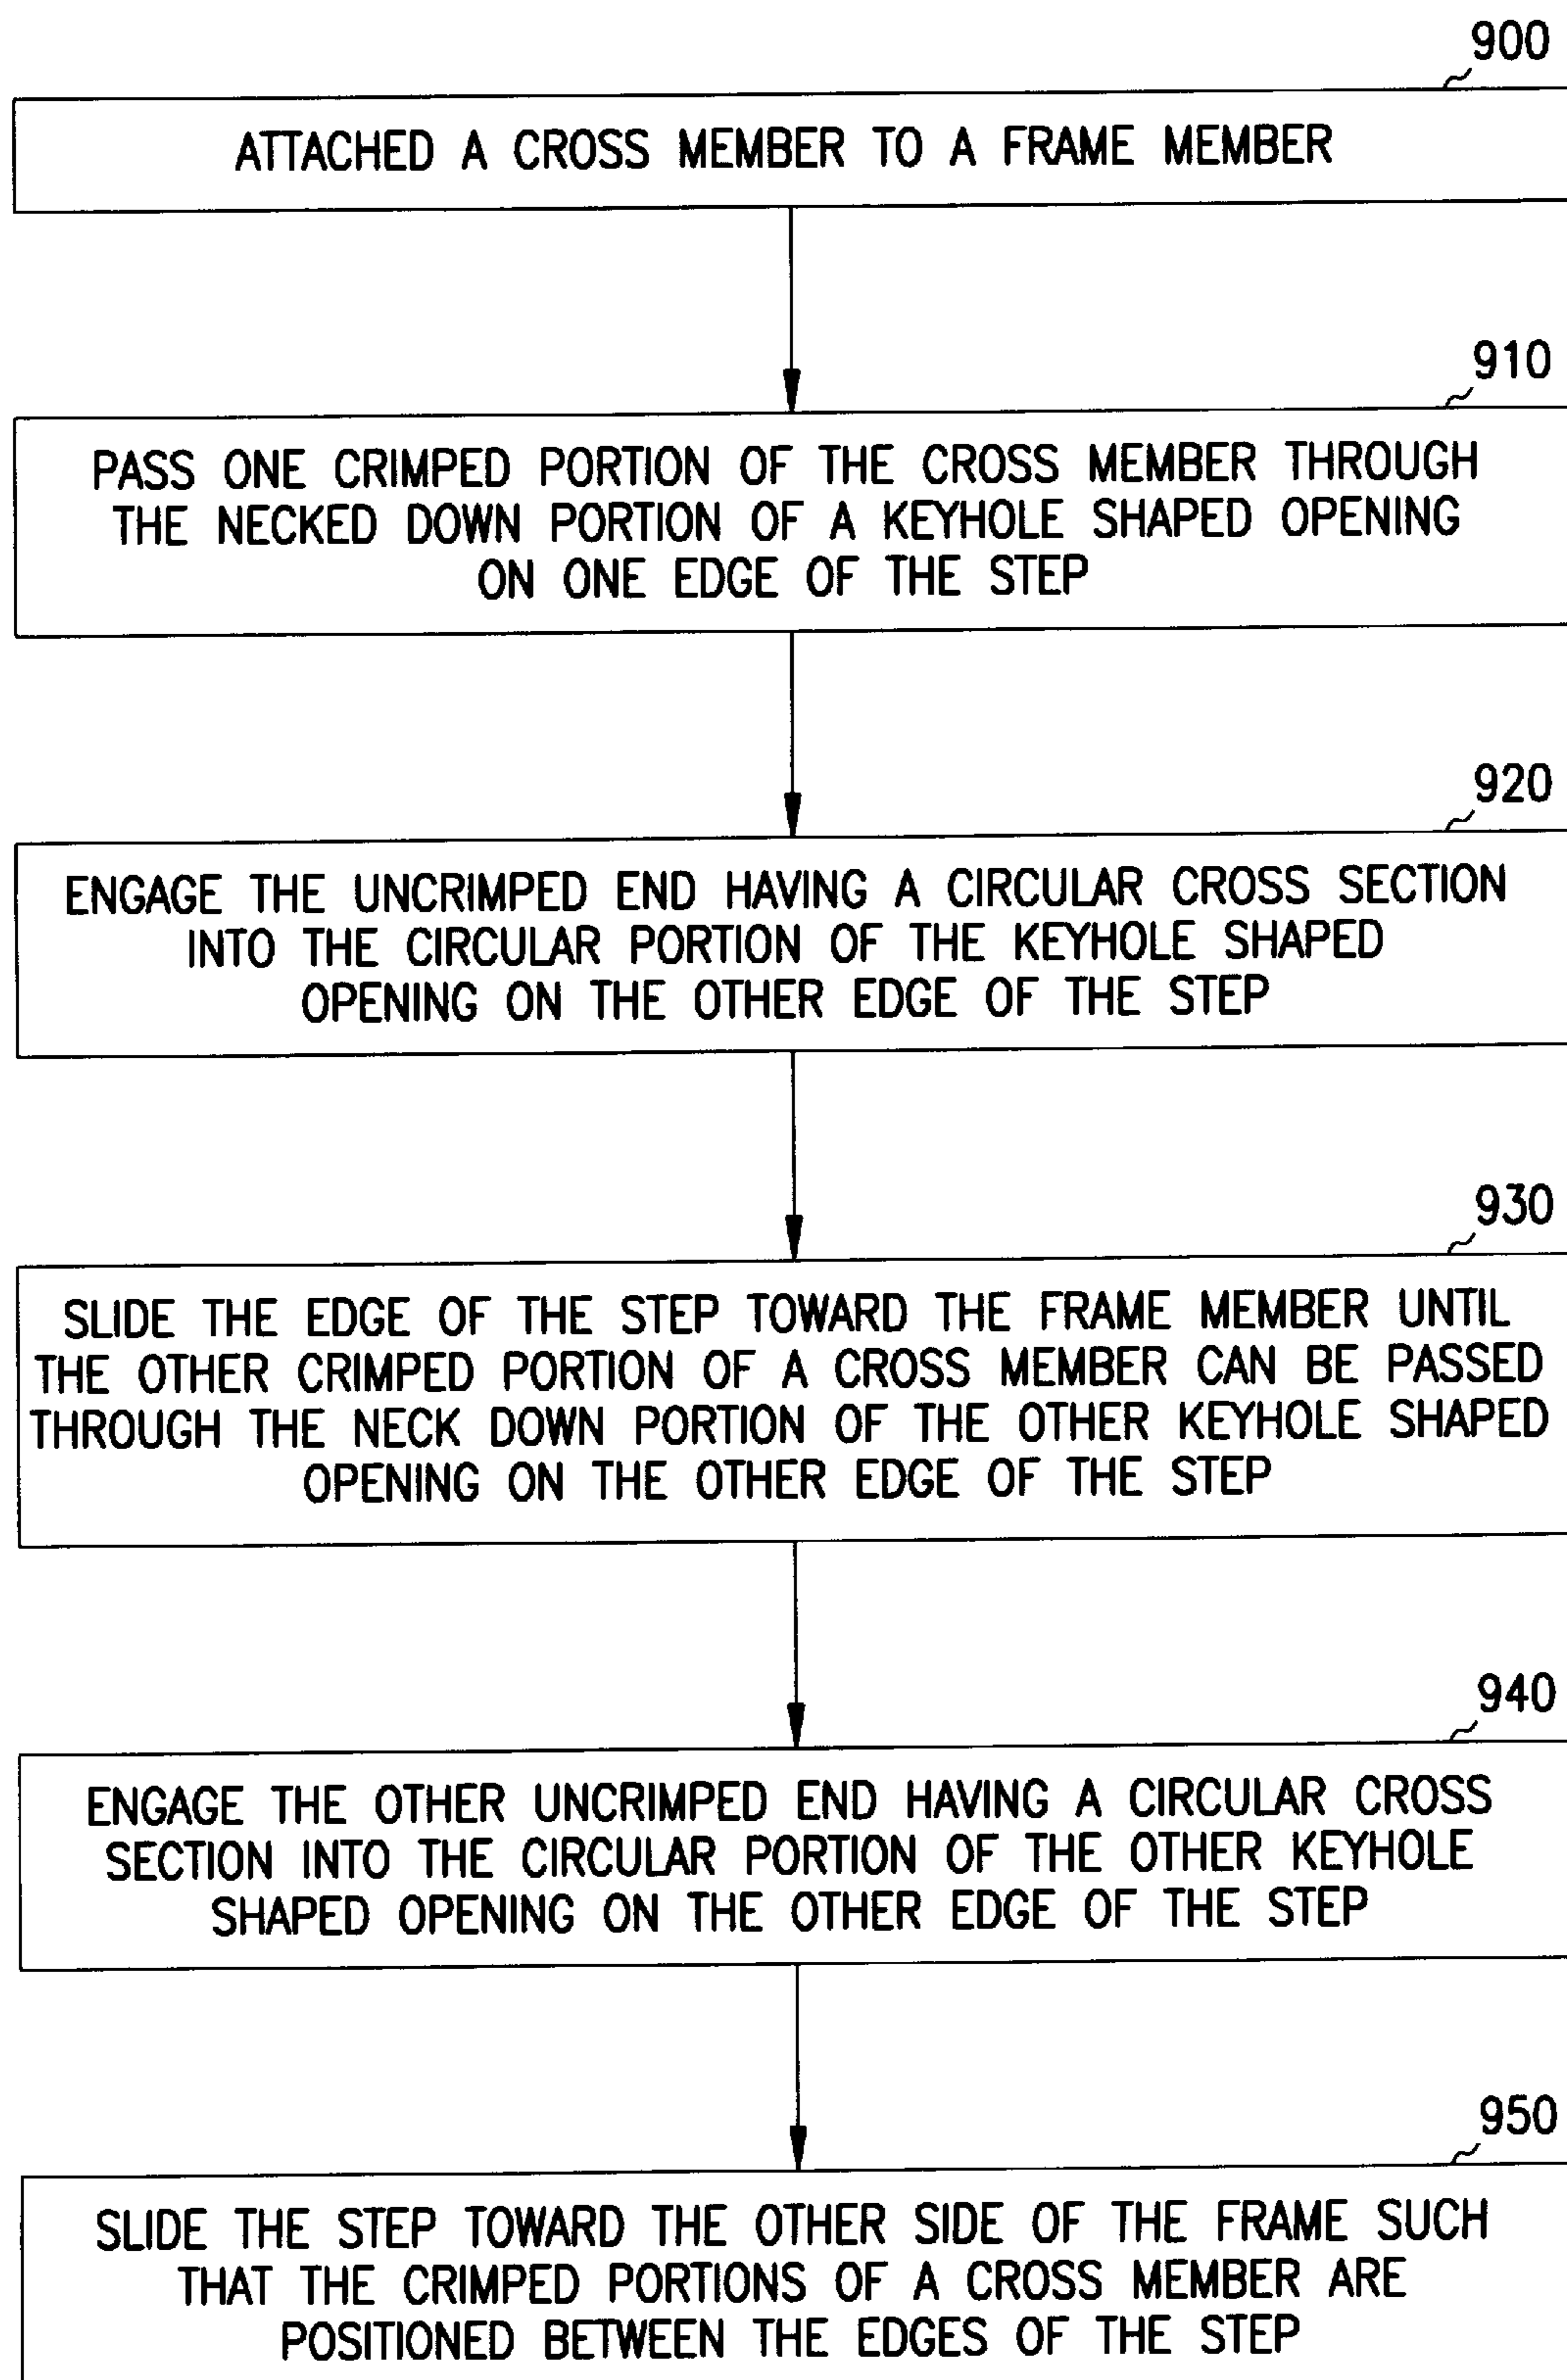 900
ATTACHED A CROSS MEMBER TO A FRAME MEMBER
910
PASS ONE CRIMPED PORTION OF THE CROSS MEMBER THROUGH
THE NECKED DOWN PORTION OF A KEYHOLE SHAPED OPENING
ON ONE EDGE OF THE STEP
920
ENGAGE THE UNCRIMPED END HAVING A CIRCULAR CROSS SECTION
INTO THE CIRCULAR PORTION OF THE KEYHOLE SHAPED
OPENING ON THE OTHER EDGE OF THE STEP
930
SLIDE THE EDGE OF THE STEP TOWARD THE FRAME MEMBER UNTIL
THE OTHER CRIMPED PORTION OF A CROSS MEMBER CAN BE PASSED
THROUGH THE NECK DOWN PORTION OF THE OTHER KEYHOLE SHAPED
OPENING ON THE OTHER EDGE OF THE STEP
940
ENGAGE THE OTHER UNCRIMPED END HAVING A CIRCULAR CROSS
SECTION INTO THE CIRCULAR PORTION OF THE OTHER KEYHOLE
SHAPED OPENING ON THE OTHER EDGE OF THE STEP
950
SLIDE THE STEP TOWARD THE OTHER SIDE OF THE FRAME SUCH
THAT THE CRIMPED PORTIONS OF A CROSS MEMBER ARE
POSITIONED BETWEEN THE EDGES OF THE STEP